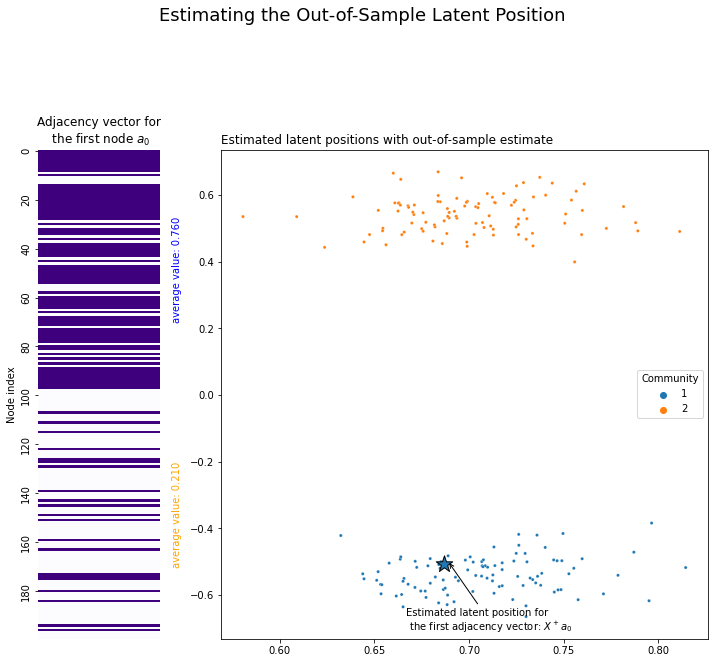 Estimating the Out-of-Sample Latent Position
Adjacency vector for
the first node a₀
Node index
0
20
40
60
80
100
120
140
160
180
average value: 0.760
average value: 0.210
Estimated latent positions with out-of-sample estimate
0.6
0.4
0.2
0.0
−0.2
−0.4
−0.6
0.60
0.65
0.70
0.75
0.80
Community
1
2
Estimated latent position for
the first adjacency vector: X⁺a₀